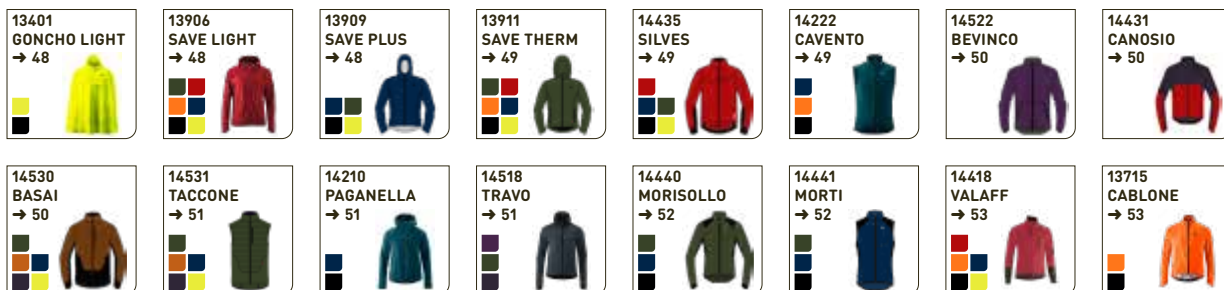 13401
GONCHO LIGHT
→ 48
13906
SAVE LIGHT
→ 48
13909
SAVE PLUS
→ 48
13911
SAVE THERM
→ 49
14435
SILVES
→ 49
14222
CAVENTO
→ 49
14522
BEVINCO
→ 50
14431
CANOSIO
→ 50
14530
BASAI
→ 50
14531
TACCONE
→ 51
14210
PAGANELLA
→ 51
14518
TRAVO
→ 51
14440
MORISOLLO
→ 52
14441
MORTI
→ 52
14418
VALAFF
→ 53
13715
CABLONE
→ 53